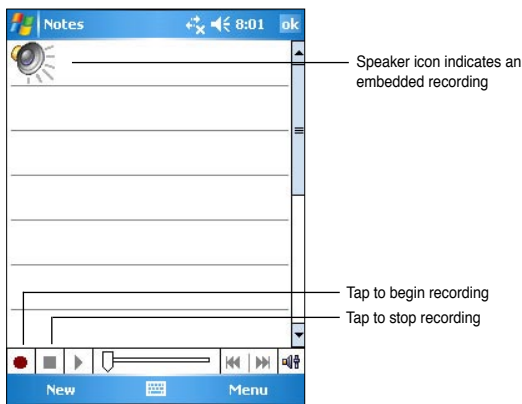 Notes 8:01 ok
Speaker icon indicates an
embedded recording
Tap to begin recording
Tap to stop recording
New Menu